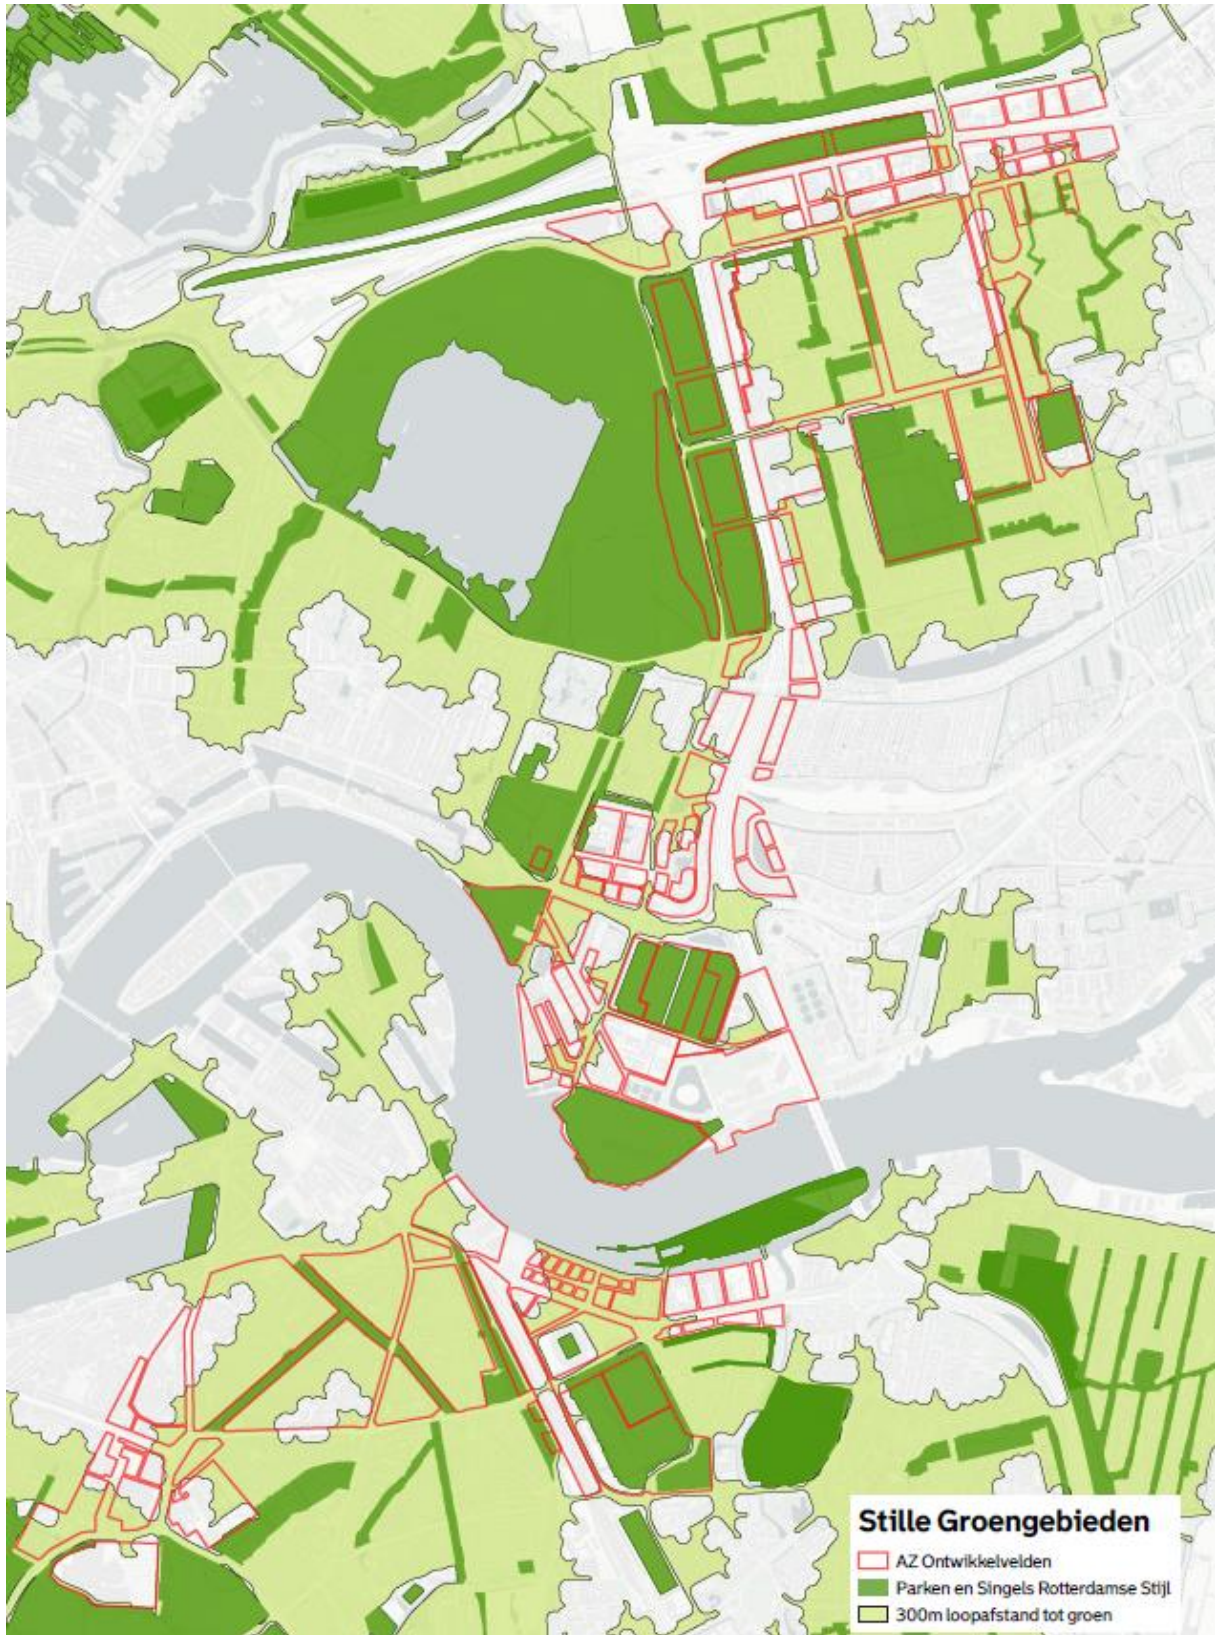 Stille Groengebieden
AZ Ontwikkelvelden
Parken en Singels Rotterdamse Stijl
300m loopafstand tot groen